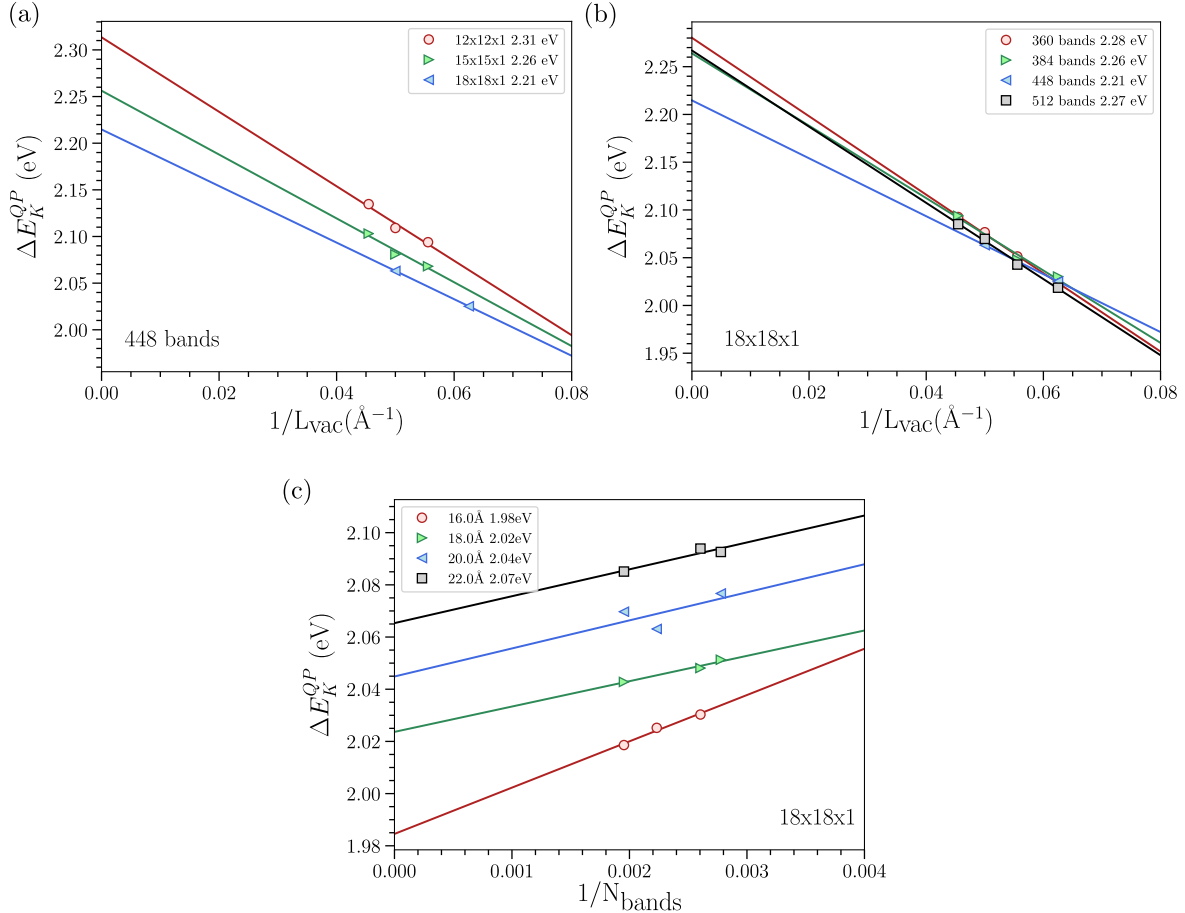 (a)
12x12x1 2.31 eV
15x15x1 2.26 eV
18x18x1 2.21 eV
2.30
2.25
2.20
2.15
2.10
2.05
2.00
ΔE_K^{QP} (eV)
448 bands
0.00 0.02 0.04 0.06 0.08
1/L_vac(Å⁻¹)
(b)
360 bands 2.28 eV
384 bands 2.26 eV
448 bands 2.21 eV
512 bands 2.27 eV
2.25
2.20
2.15
2.10
2.05
2.00
1.95
ΔE_K^{QP} (eV)
18x18x1
0.00 0.02 0.04 0.06 0.08
1/L_vac(Å⁻¹)
(c)
16.0Å 1.98eV
18.0Å 2.02eV
20.0Å 2.04eV
22.0Å 2.07eV
2.10
2.08
2.06
2.04
2.02
2.00
1.98
ΔE_K^{QP} (eV)
18x18x1
0.000 0.001 0.002 0.003 0.004
1/N_bands